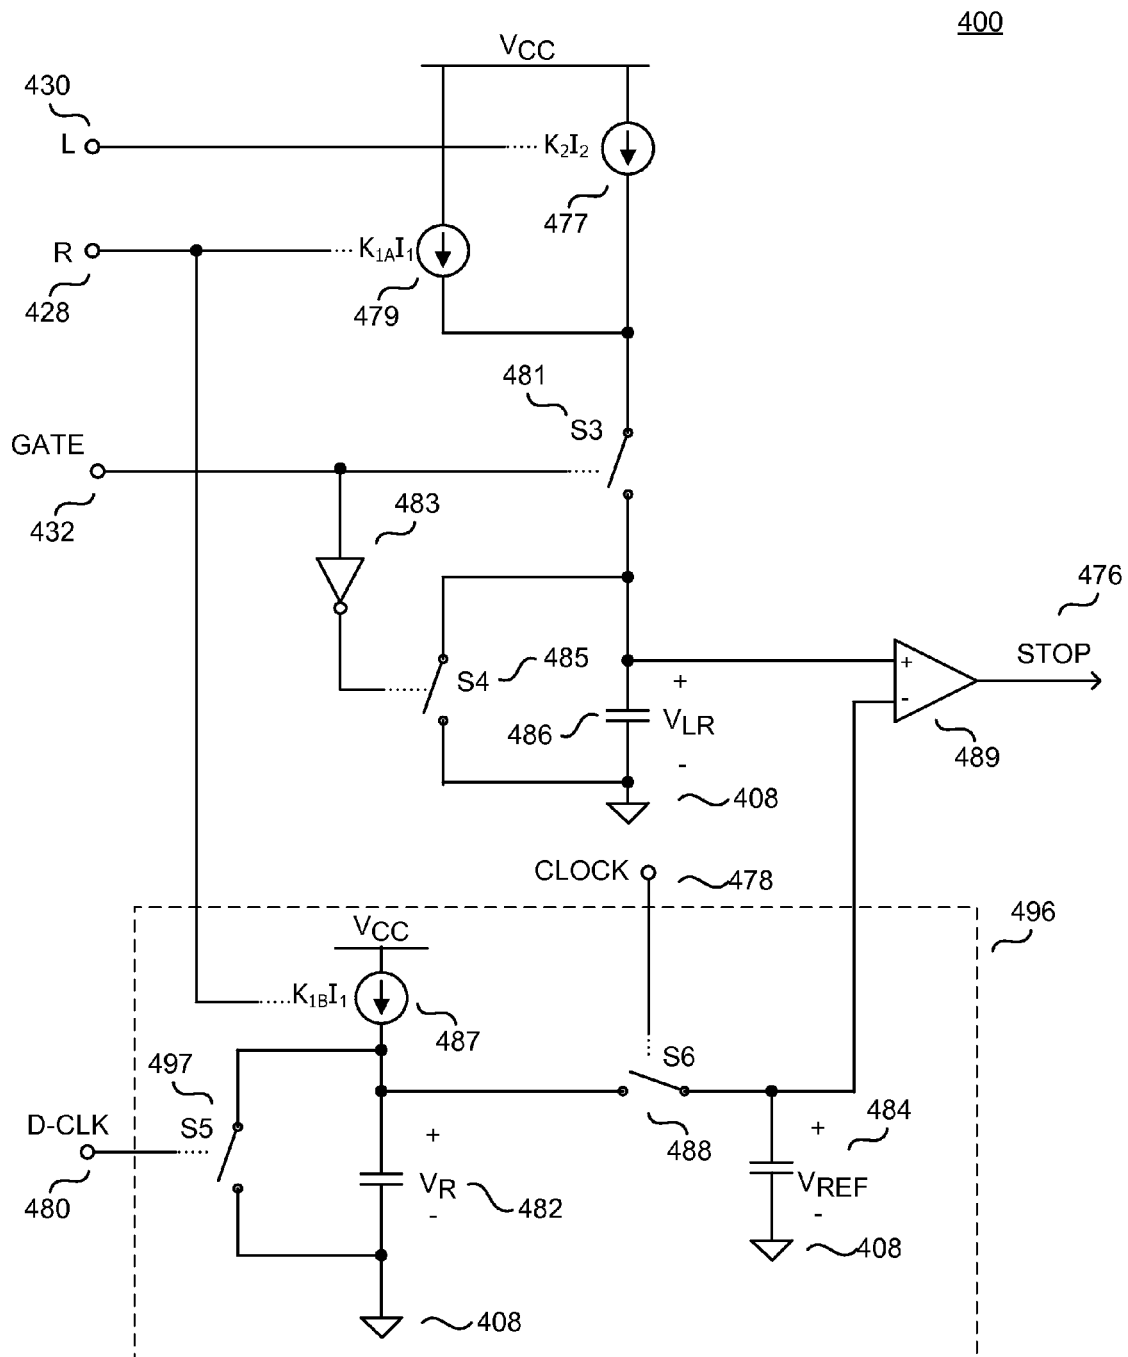 400
VCC
430
L
K2I2
477
R
K1AI1
428
479
481
S3
GATE
432
483
476
STOP
S4
485
+
-
486
+
VLR
-
489
408
CLOCK
478
496
VCC
K1BI1
487
497
S6
D-CLK
S5
488
484
480
+
VR
-
482
+
VREF
-
408
408